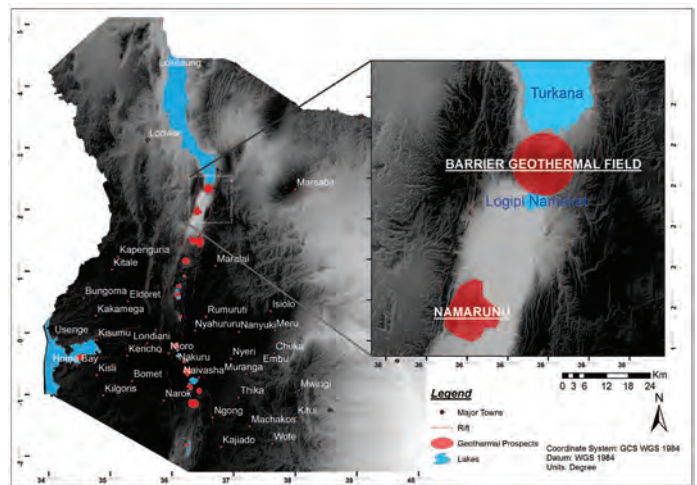 Lokitaung
Lodwar
Marsabit
Kapenguria
Kitale
Maralal
Bungoma Eldoret
Kakamega
Rumuruti
Isiolo
Nyahururu Nanyuki Meru
Usenge
Kisumu
Londiani
Homa Bay
Kericho
Njoro
Nakuru
Nyeri
Chuka
Embu
Kisii
Bomet
Naivasha
Muranga
Mwingi
Kilgoris
Narok
Thika
Kitui
Ngong
Machakos
Kajiado
Wote
34
35
36
37
38
39
Turkana
BARRIER GEOTHERMAL FIELD
Logipi
NAMARUNU
0 3 6 12 18 24 Km
N
Legend
Major Towns
Rift
Geothermal Prospects
Lakes
Coordinate System: GCS WGS 1984
Datum: WGS 1984
Units: Degree